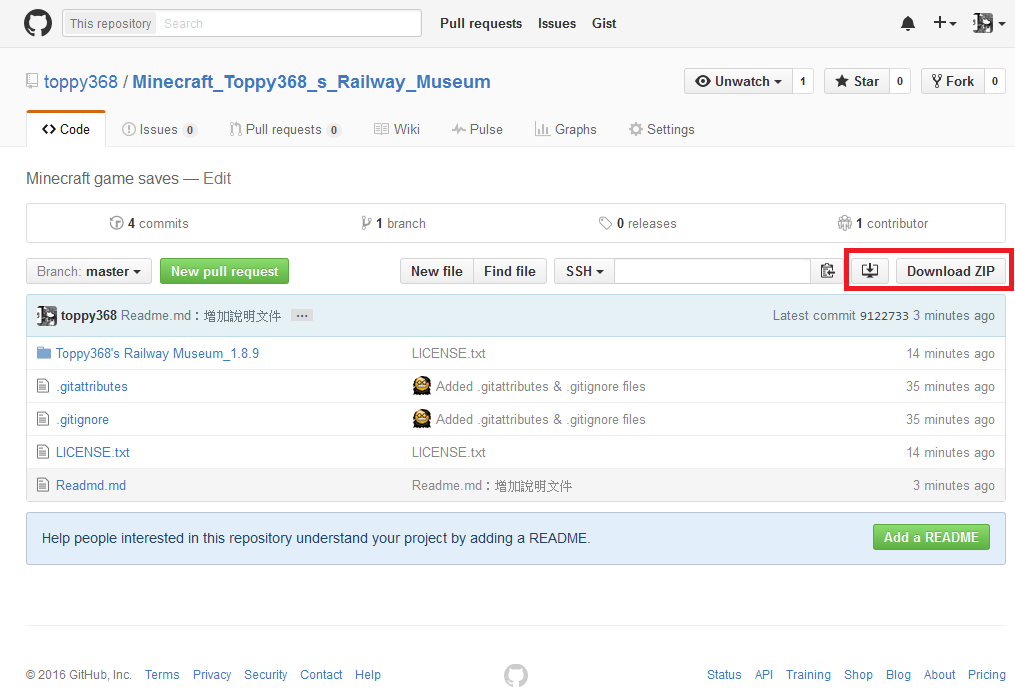 This repository Search Pull requests Issues Gist
toppy368 / Minecraft_Toppy368_s_Railway_Museum Unwatch 1 Star 0 Fork 0
Code Issues 0 Pull requests 0 Wiki Pulse Graphs Settings
Minecraft game saves — Edit
4 commits 1 branch 0 releases 1 contributor
Branch: master New pull request New file Find file SSH Download ZIP
toppy368 Readme.md：增加說明文件 ... Latest commit 9122733 3 minutes ago
Toppy368's Railway Museum_1.8.9 LICENSE.txt 14 minutes ago
.gitattributes Added .gitattributes & .gitignore files 35 minutes ago
.gitignore Added .gitattributes & .gitignore files 35 minutes ago
LICENSE.txt LICENSE.txt 14 minutes ago
Readmd.md Readme.md：增加說明文件 3 minutes ago
Help people interested in this repository understand your project by adding a README. Add a README
© 2016 GitHub, Inc. Terms Privacy Security Contact Help Status API Training Shop Blog About Pricing